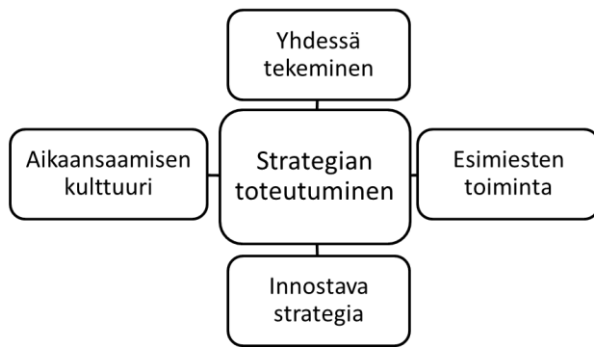 Yhdessä
tekeminen
Aikaansaamisen
kulttuuri
Strategian
toteutuminen
Esimiesten
toiminta
Innostava
strategia